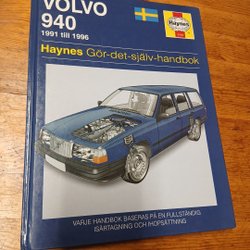 VOLVO
940
1991 till 1996
Haynes
Haynes Gör-det-själv-handbok
VARJE HANDBOK BASERAS PÅ EN FULLSTÄNDIG
ISÄRTAGNING OCH IHOPSÄTTNING